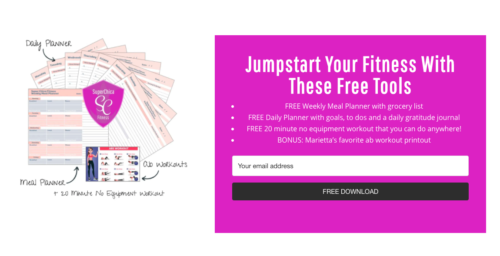 Daily Planner
SuperChica
SC
FITNESS
Ab Workouts
Meal Planner
+ 20 Minute No Equipment Workout
Jumpstart Your Fitness With
These Free Tools
FREE Weekly Meal Planner with grocery list
FREE Daily Planner with goals, to dos and a daily gratitude journal
FREE 20 minute no equipment workout that you can do anywhere!
BONUS: Marietta's favorite ab workout printout
Your email address
FREE DOWNLOAD